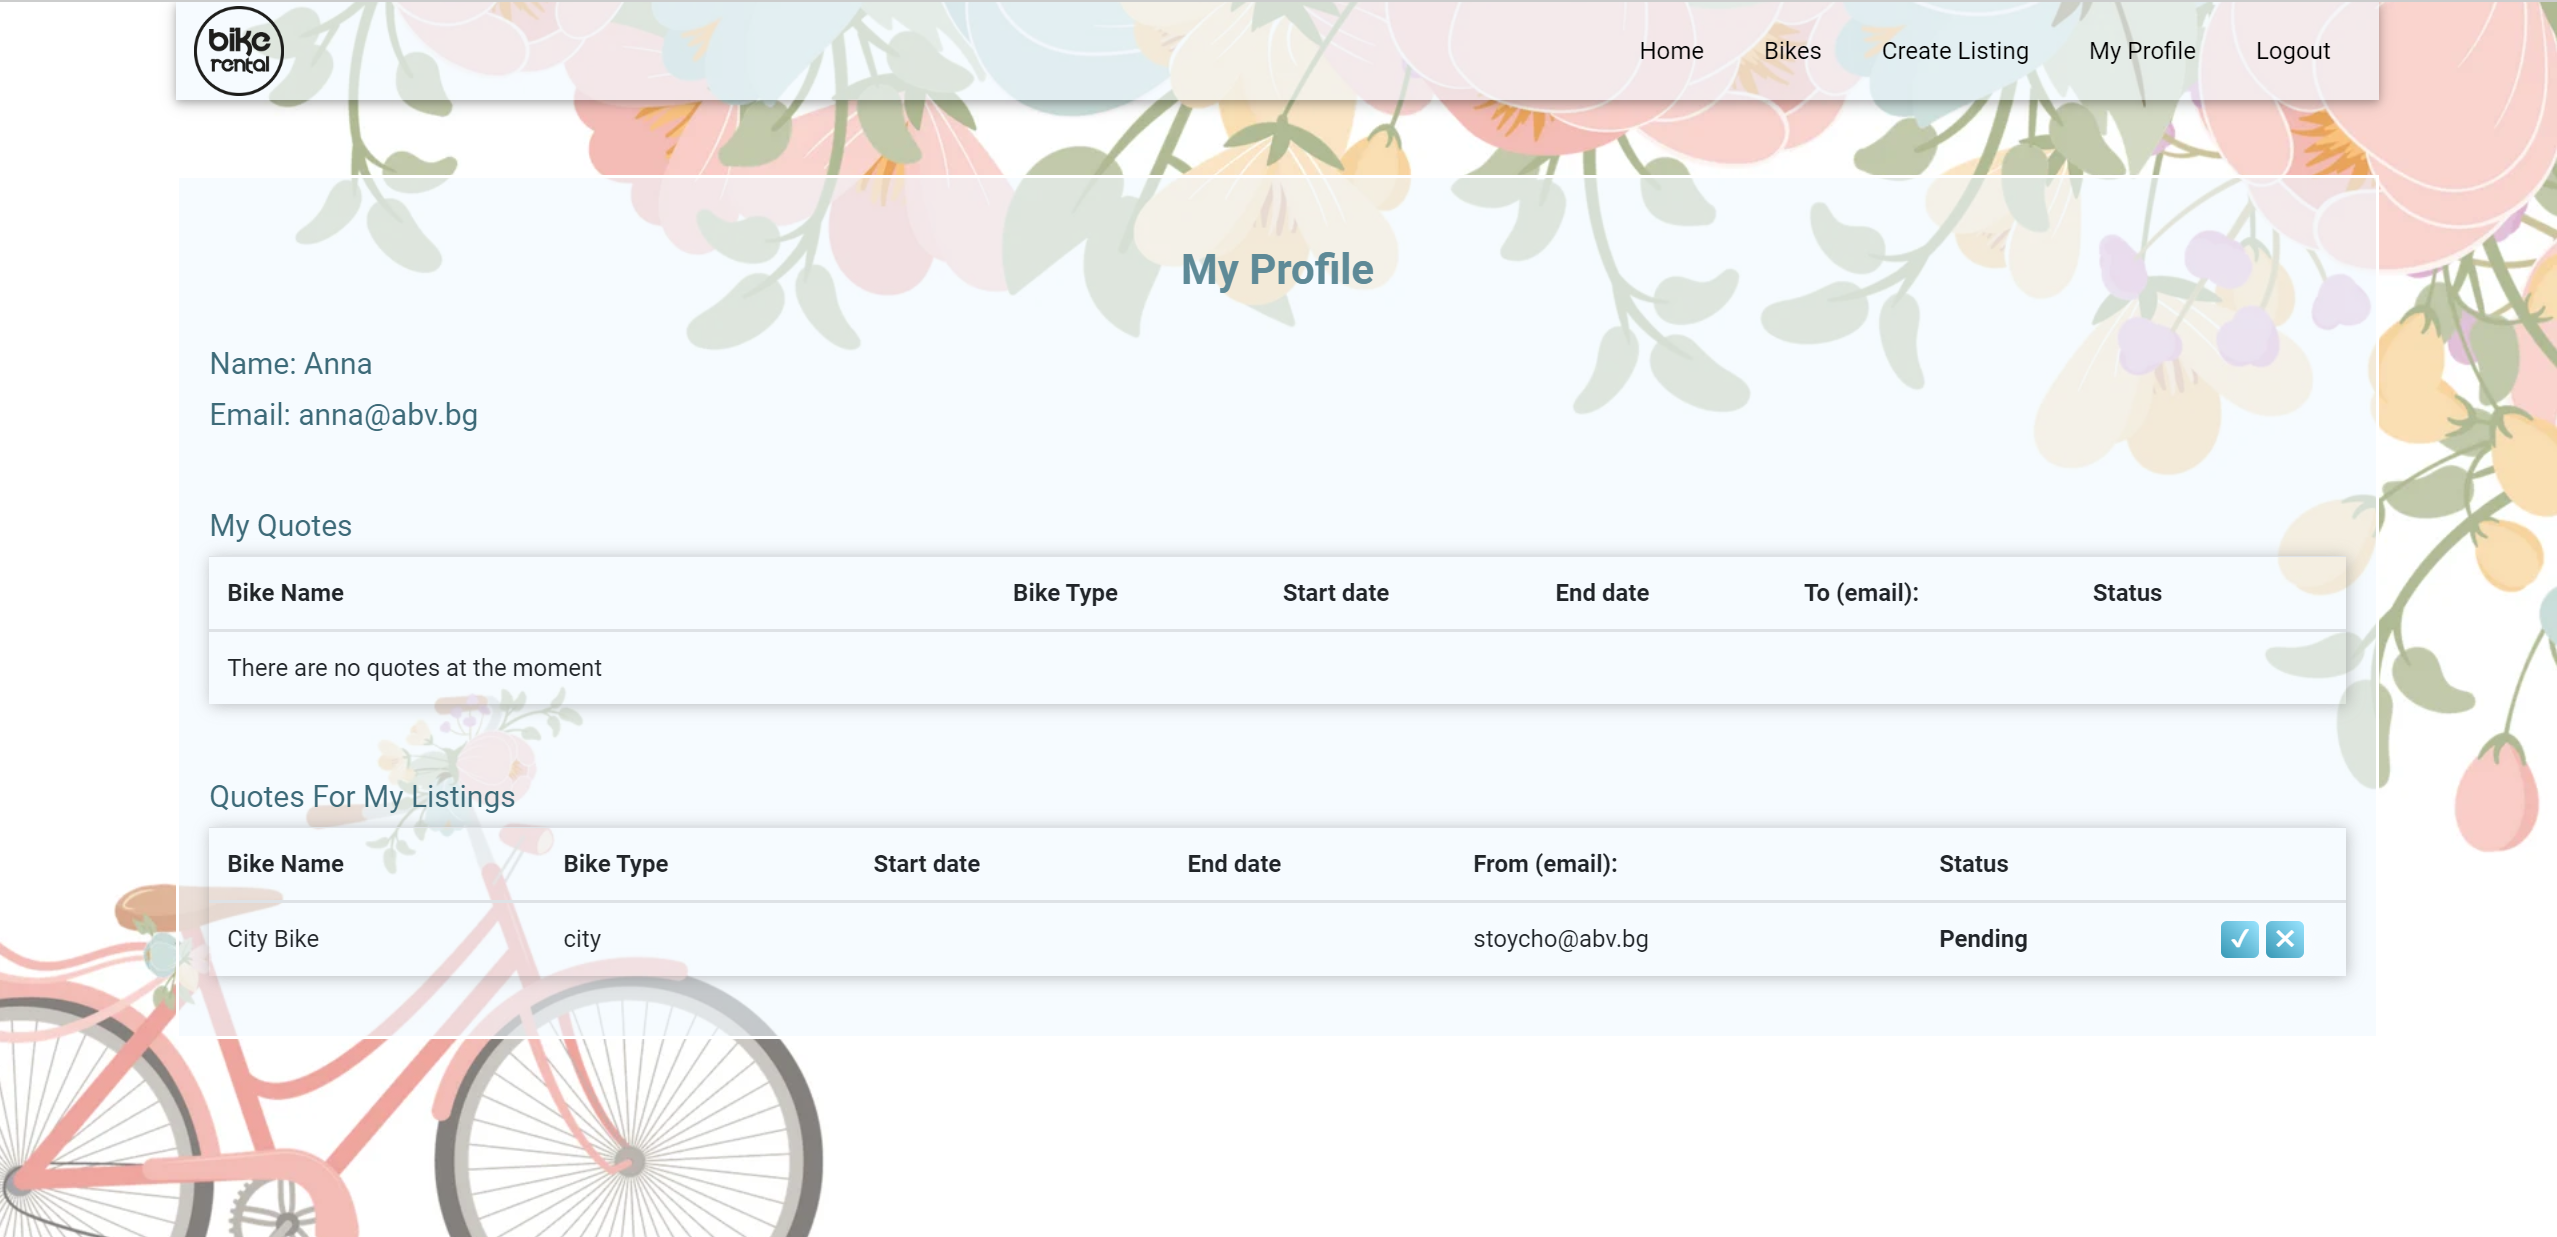 bike
rental
Home Bikes Create Listing My Profile Logout
My Profile
Name: Anna
Email: anna@abv.bg
My Quotes
Bike Name Bike Type Start date End date To (email): Status
There are no quotes at the moment
Quotes For My Listings
Bike Name Bike Type Start date End date From (email): Status
City Bike city stoycho@abv.bg Pending